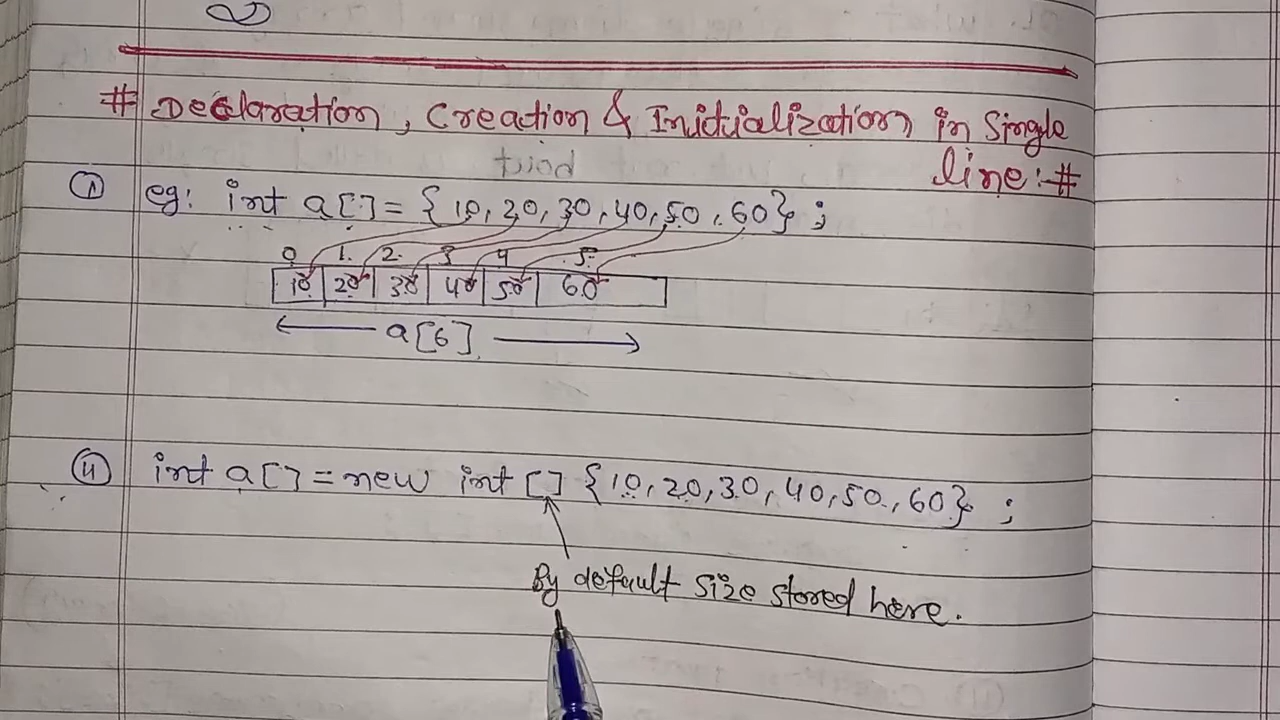 # Declaration, Creation & Initialization in Single
line:-#
① eg: int a[] = {10, 20, 30, 40, 50, 60} ;
0 1. 2. 3 4 5.
10 20 30 40 50 60
a[6]
② int a[] = new int [] {10, 20, 30, 40, 50, 60} ;
By default size stored here.